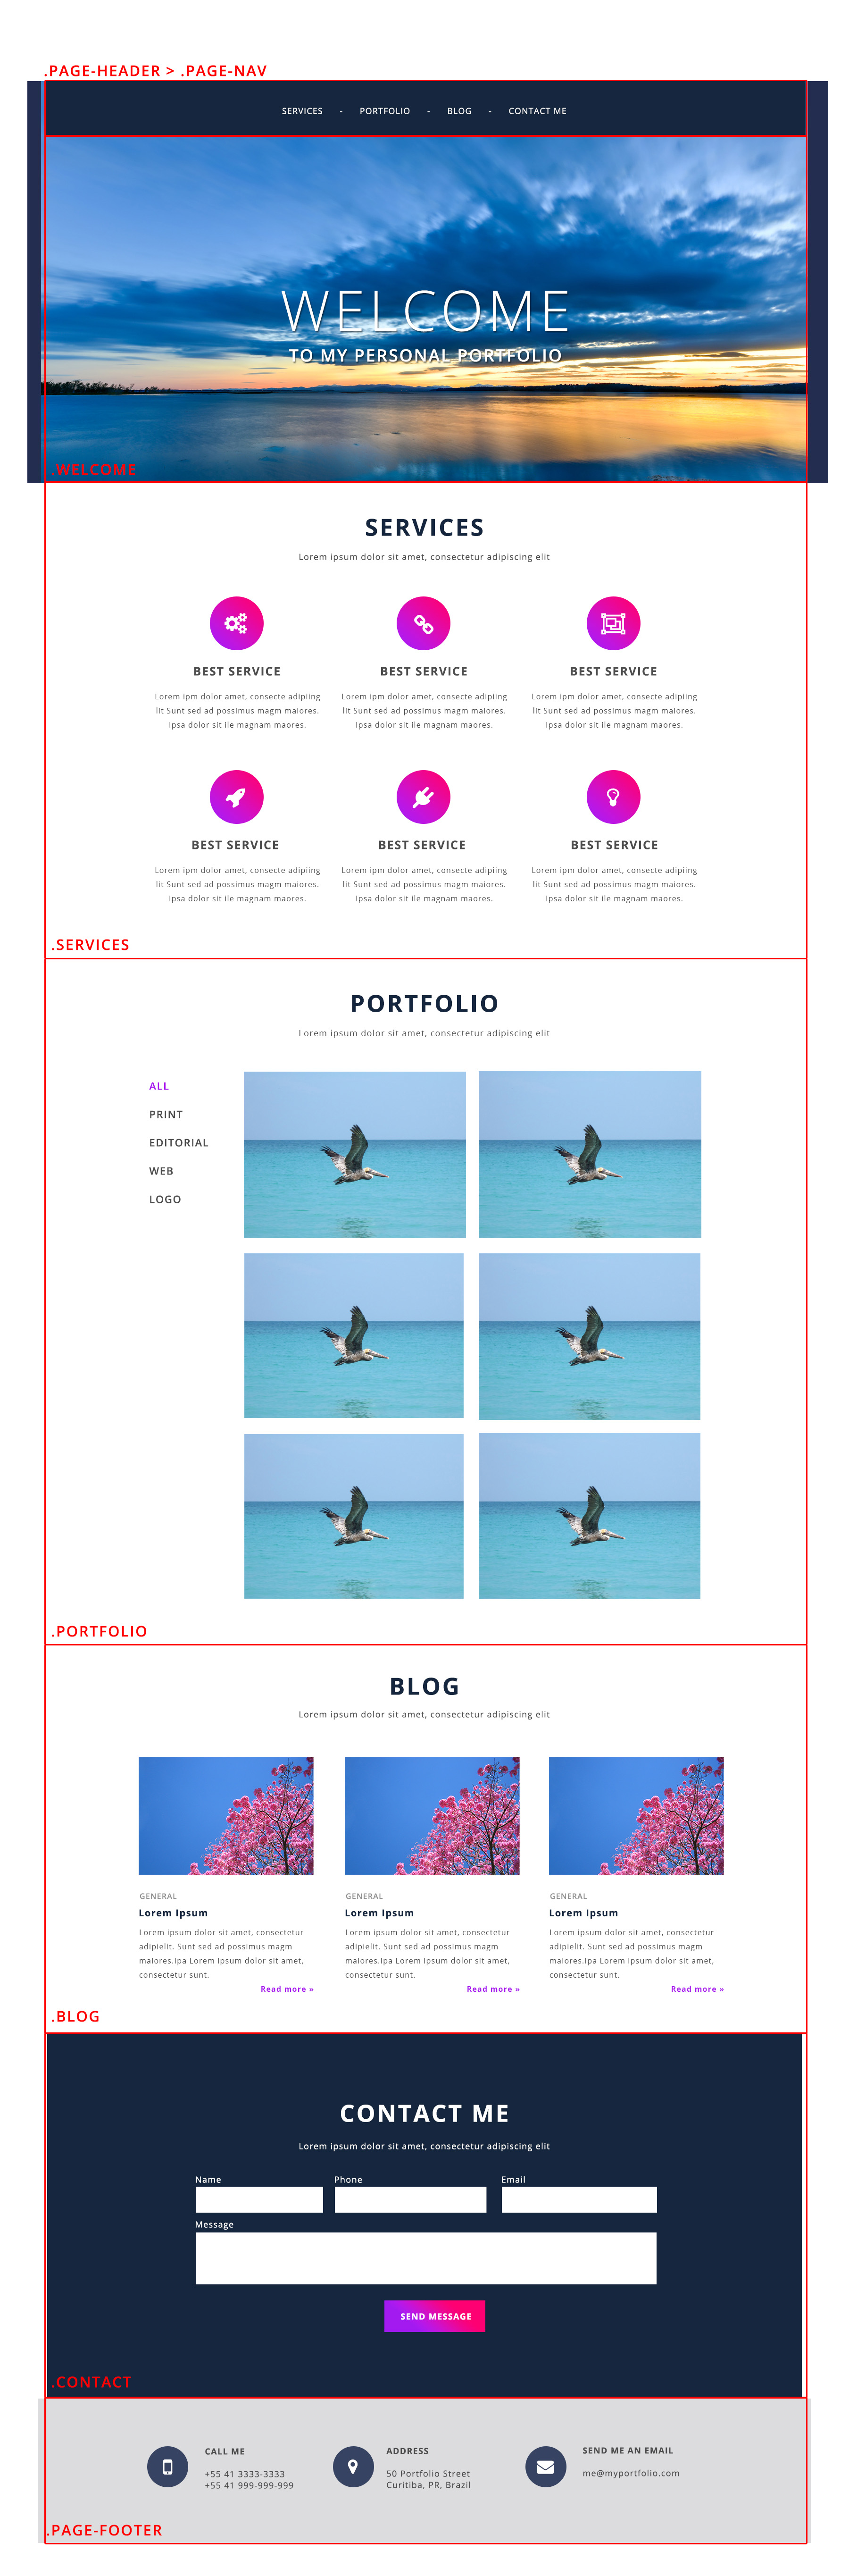 .PAGE-HEADER > .PAGE-NAV
SERVICES - PORTFOLIO - BLOG - CONTACT ME
WELCOME
TO MY PERSONAL PORTFOLIO
.WELCOME
SERVICES
Lorem ipsum dolor sit amet, consectetur adipiscing elit
BEST SERVICE
Lorem ipm dolor amet, consecte adipiing
lit Sunt sed ad possimus magm maiores.
Ipsa dolor sit ile magnam maores.
BEST SERVICE
Lorem ipm dolor amet, consecte adipiing
lit Sunt sed ad possimus magm maiores.
Ipsa dolor sit ile magnam maores.
BEST SERVICE
Lorem ipm dolor amet, consecte adipiing
lit Sunt sed ad possimus magm maiores.
Ipsa dolor sit ile magnam maores.
BEST SERVICE
Lorem ipm dolor amet, consecte adipiing
lit Sunt sed ad possimus magm maiores.
Ipsa dolor sit ile magnam maores.
BEST SERVICE
Lorem ipm dolor amet, consecte adipiing
lit Sunt sed ad possimus magm maiores.
Ipsa dolor sit ile magnam maores.
BEST SERVICE
Lorem ipm dolor amet, consecte adipiing
lit Sunt sed ad possimus magm maiores.
Ipsa dolor sit ile magnam maores.
.SERVICES
PORTFOLIO
Lorem ipsum dolor sit amet, consectetur adipiscing elit
ALL
PRINT
EDITORIAL
WEB
LOGO
.PORTFOLIO
BLOG
Lorem ipsum dolor sit amet, consectetur adipiscing elit
GENERAL
Lorem Ipsum
Lorem ipsum dolor sit amet, consectetur
adipielit. Sunt sed ad possimus magm
maiores.Ipa Lorem ipsum dolor sit amet,
consectetur sunt.
Read more »
GENERAL
Lorem Ipsum
Lorem ipsum dolor sit amet, consectetur
adipielit. Sunt sed ad possimus magm
maiores.Ipa Lorem ipsum dolor sit amet,
consectetur sunt.
Read more »
GENERAL
Lorem Ipsum
Lorem ipsum dolor sit amet, consectetur
adipielit. Sunt sed ad possimus magm
maiores.Ipa Lorem ipsum dolor sit amet,
consectetur sunt.
Read more »
.BLOG
CONTACT ME
Lorem ipsum dolor sit amet, consectetur adipiscing elit
Name
Phone
Email
Message
SEND MESSAGE
.CONTACT
CALL ME
+55 41 3333-3333
+55 41 999-999-999
ADDRESS
50 Portfolio Street
Curitiba, PR, Brazil
SEND ME AN EMAIL
me@myportfolio.com
.PAGE-FOOTER